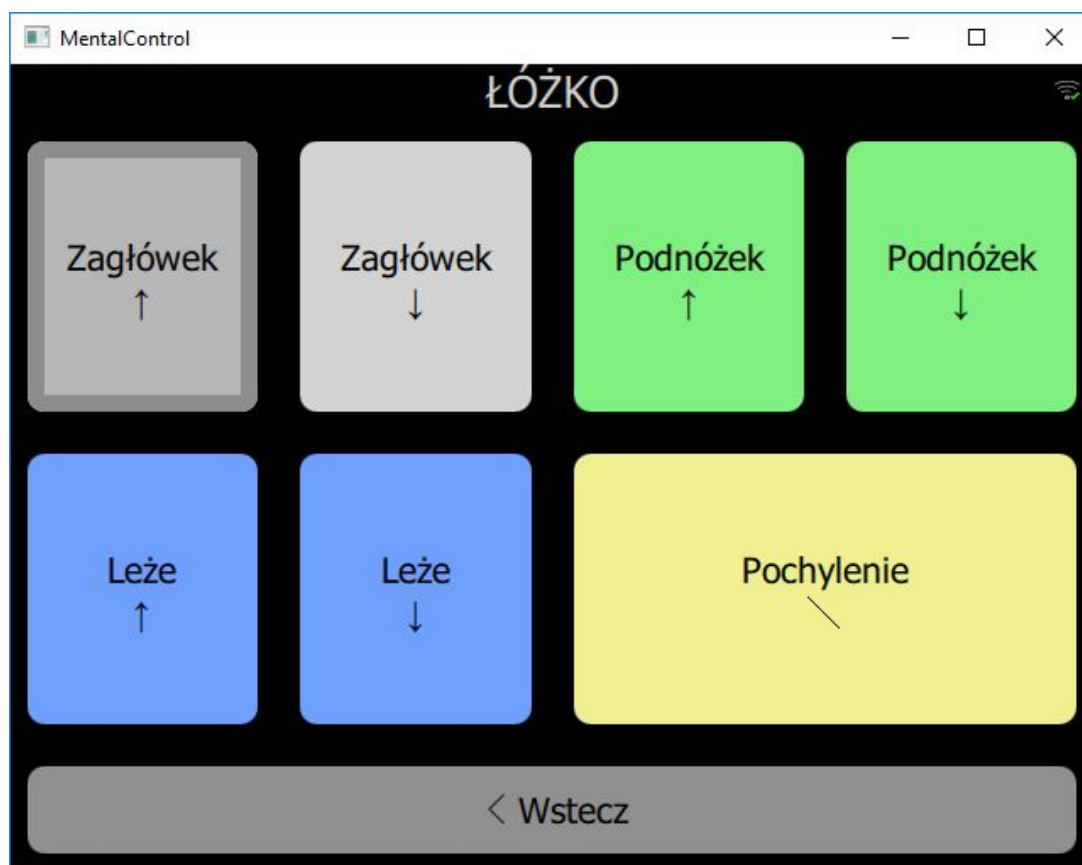 MentalControl
ŁÓŻKO
Zagłówek
↑
Zagłówek
↓
Podnóżek
↑
Podnóżek
↓
Leże
↑
Leże
↓
Pochylenie
\
< Wstecz